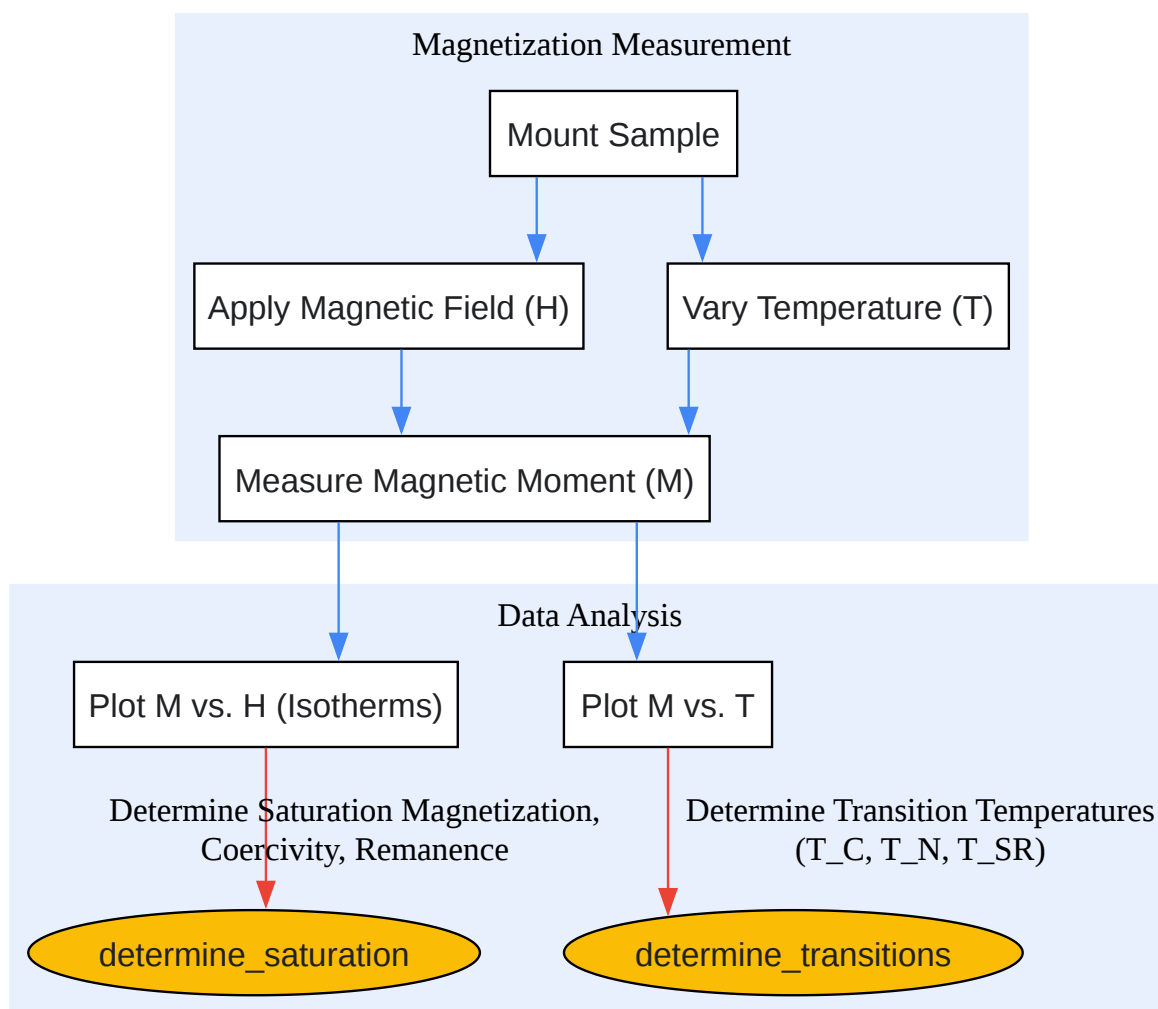 Magnetization Measurement
Mount Sample
Apply Magnetic Field (H)
Vary Temperature (T)
Measure Magnetic Moment (M)
Data Analysis
Plot M vs. H (Isotherms)
Plot M vs. T
Determine Saturation Magnetization,
Coercivity, Remanence
Determine Transition Temperatures
(T_C, T_N, T_SR)
determine_saturation
determine_transitions